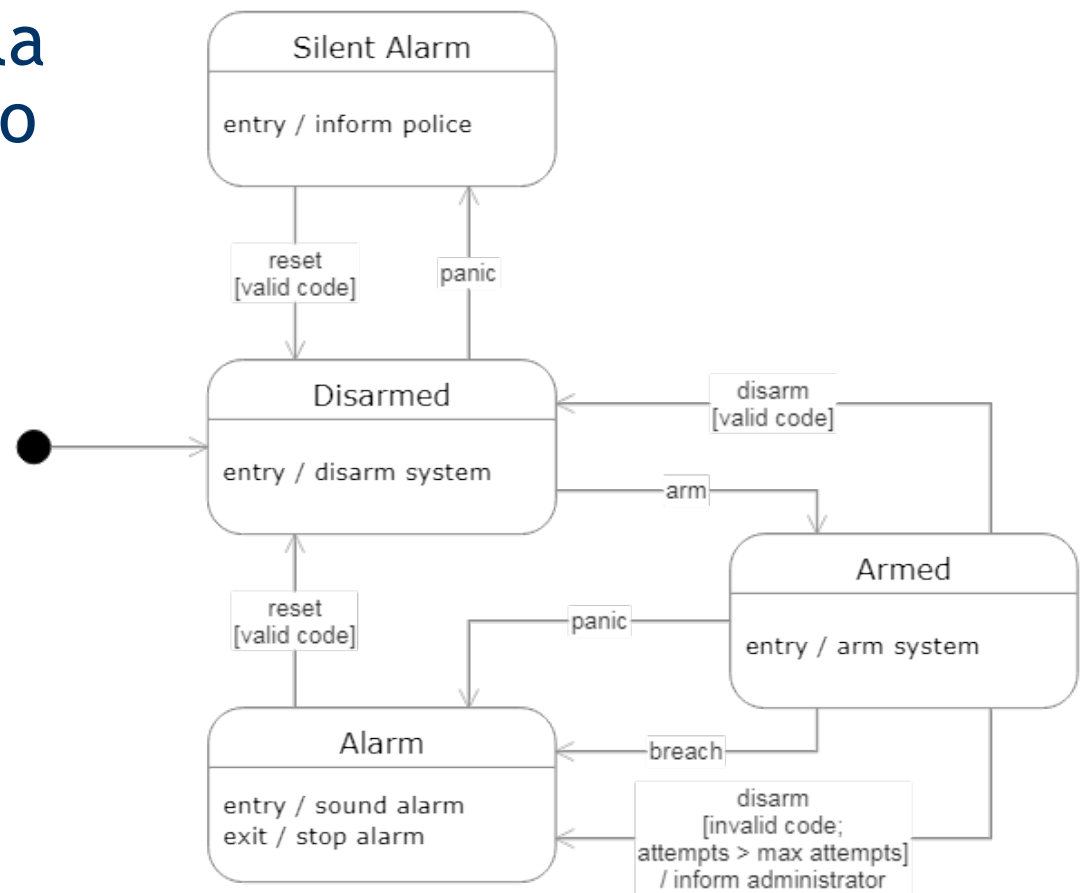 Silent Alarm
entry / inform police
reset
[valid code]
panic
Disarmed
entry / disarm system
disarm
[valid code]
arm
Armed
entry / arm system
reset
[valid code]
panic
Alarm
entry / sound alarm
exit / stop alarm
breach
disarm
[invalid code;
attempts > max attempts]
/ inform administrator